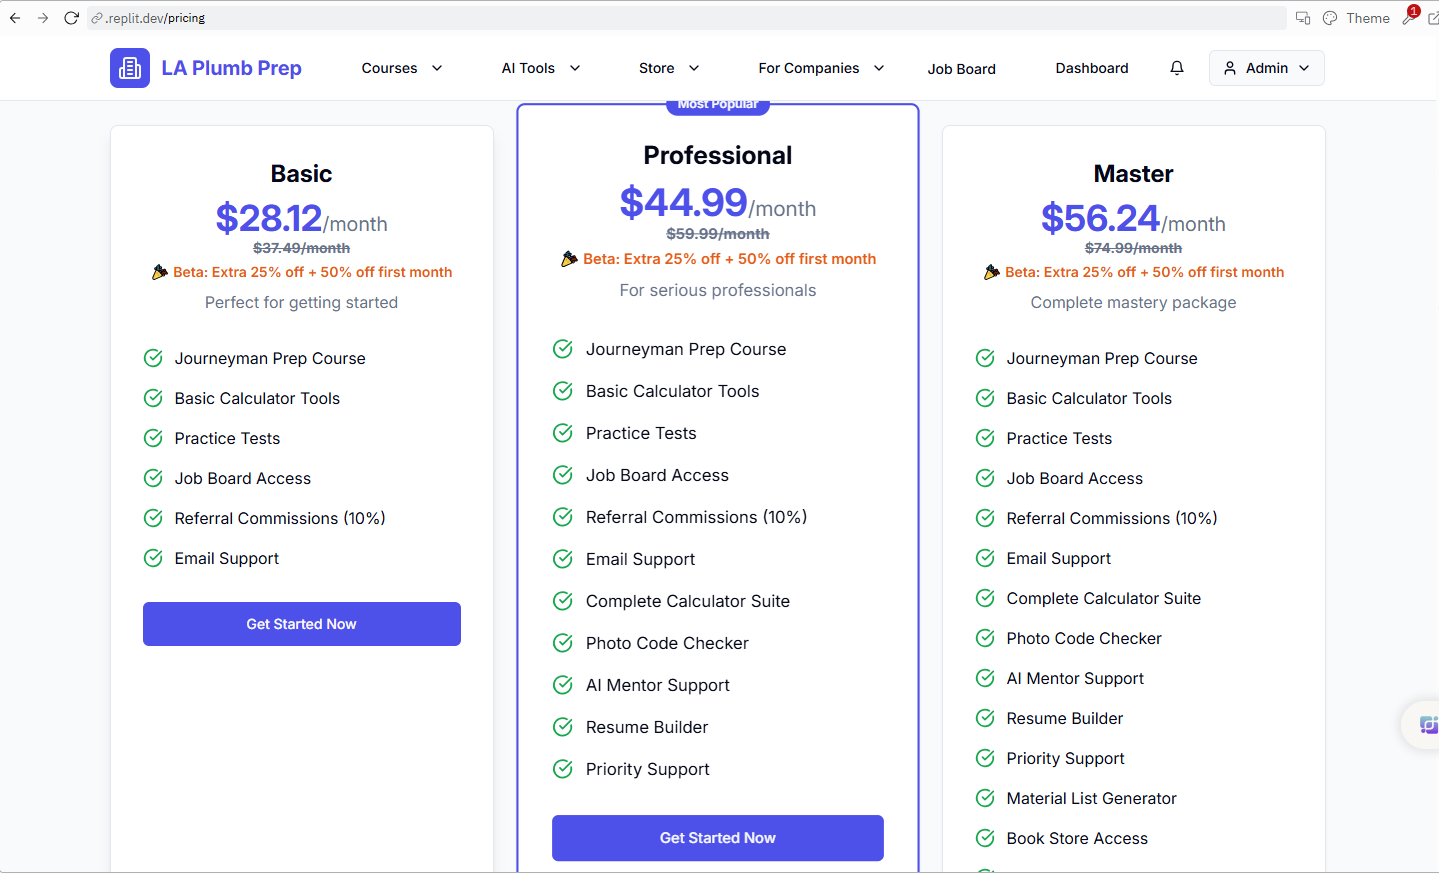 .replit.dev/pricing
Theme
1
LA Plumb Prep
Courses
AI Tools
Store
For Companies
Job Board
Dashboard
Admin
Most Popular
Basic
$28.12/month
$37.49/month
Beta: Extra 25% off + 50% off first month
Perfect for getting started
Journeyman Prep Course
Basic Calculator Tools
Practice Tests
Job Board Access
Referral Commissions (10%)
Email Support
Get Started Now
Professional
$44.99/month
$59.99/month
Beta: Extra 25% off + 50% off first month
For serious professionals
Journeyman Prep Course
Basic Calculator Tools
Practice Tests
Job Board Access
Referral Commissions (10%)
Email Support
Complete Calculator Suite
Photo Code Checker
AI Mentor Support
Resume Builder
Priority Support
Get Started Now
Master
$56.24/month
$74.99/month
Beta: Extra 25% off + 50% off first month
Complete mastery package
Journeyman Prep Course
Basic Calculator Tools
Practice Tests
Job Board Access
Referral Commissions (10%)
Email Support
Complete Calculator Suite
Photo Code Checker
AI Mentor Support
Resume Builder
Priority Support
Material List Generator
Book Store Access